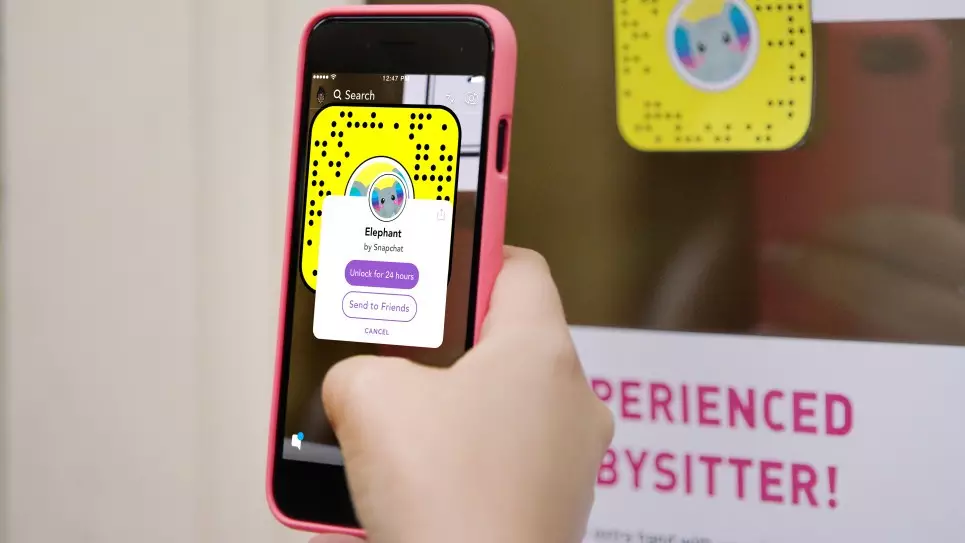 12:47 PM
Search
Elephant
by Snapchat
Unlock for 24 hours
Send to Friends
CANCEL
PERIENCED
BYSITTER!